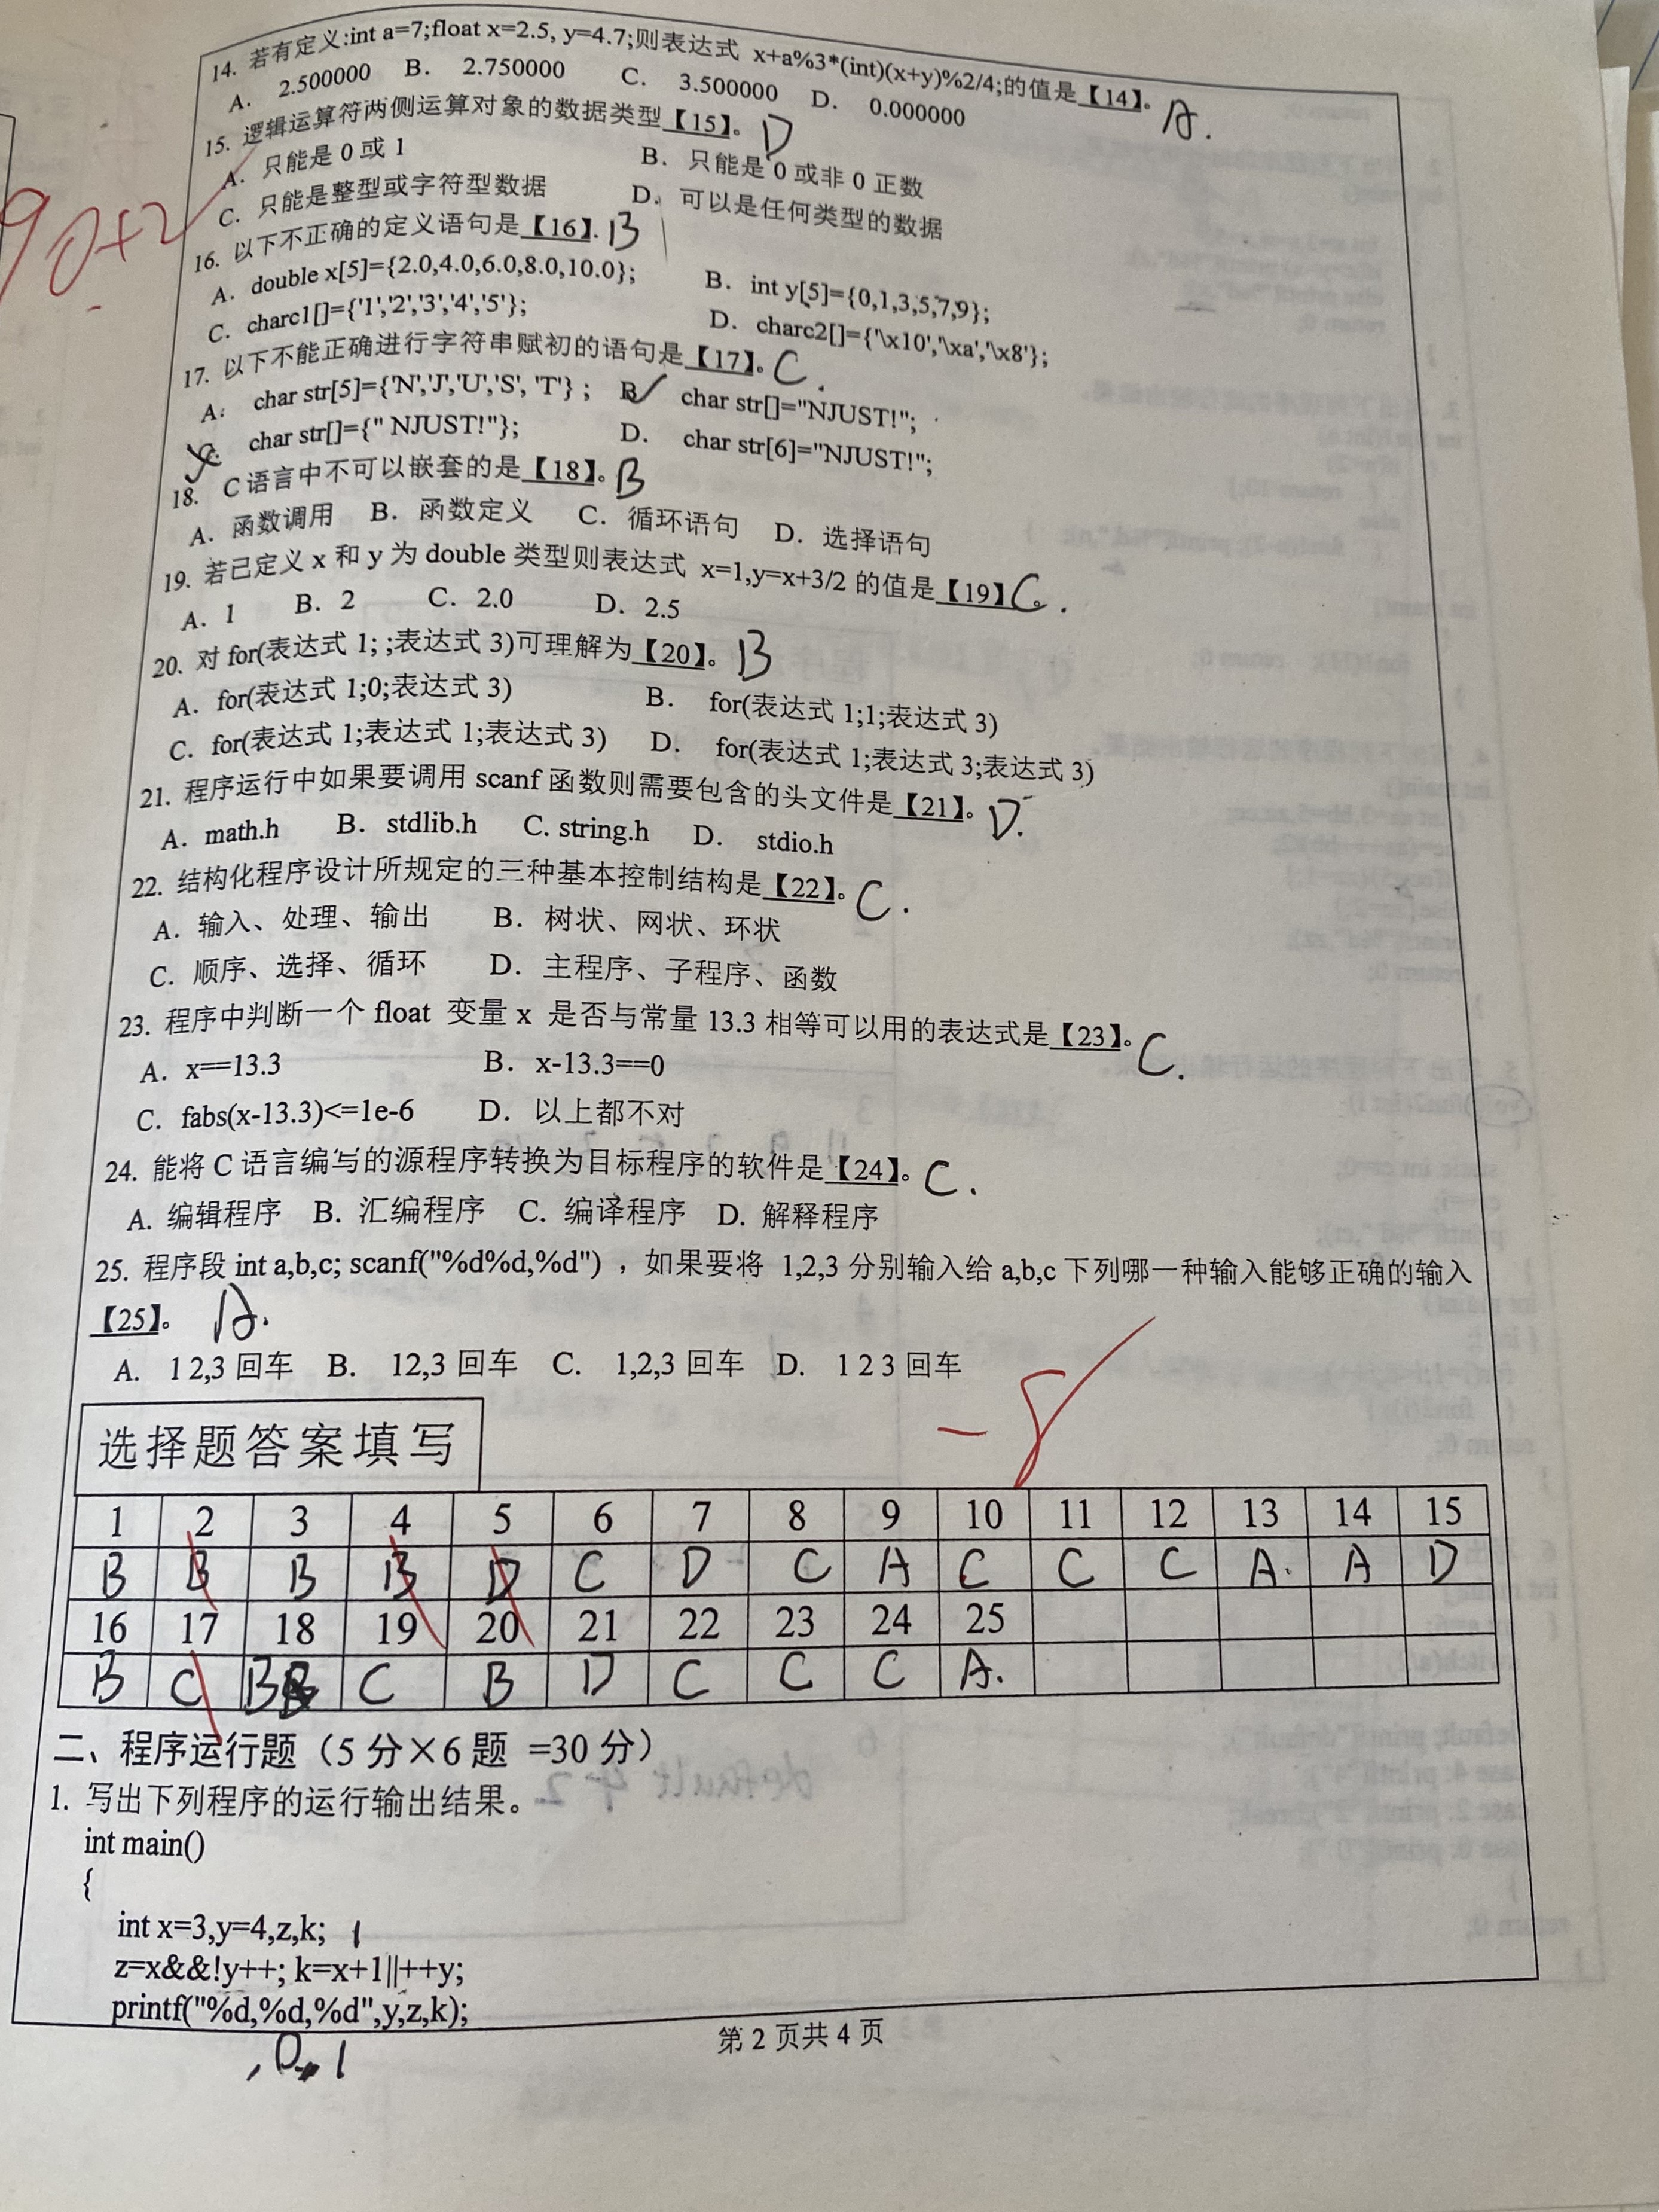 14. 若有定义:int a=7;float x=2.5, y=4.7;则表达式 x+a%3*(int)(x+y)%2/4;的值是【14】。 A.
A. 2.500000 B. 2.750000 C. 3.500000 D. 0.000000
15. 逻辑运算符两侧运算对象的数据类型【15】。 D
A. 只能是 0 或 1 B. 只能是 0 或非 0 正数
C. 只能是整型或字符型数据 D. 可以是任何类型的数据
90+2
16. 以下不正确的定义语句是【16】. B
A. double x[5]={2.0,4.0,6.0,8.0,10.0}; B. int y[5]={0,1,3,5,7,9};
C. charc1[]={'1','2','3','4','5'}; D. charc2[]={'\x10','\xa','\x8'};
17. 以下不能正确进行字符串赋初的语句是【17】。 C.
A. char str[5]={'N','J','U','S', 'T'} ; B. char str[]="NJUST!";
C. char str[]={" NJUST!"}; D. char str[6]="NJUST!";
18. C 语言中不可以嵌套的是【18】。 B
A. 函数调用 B. 函数定义 C. 循环语句 D. 选择语句
19. 若已定义 x 和 y 为 double 类型则表达式 x=1,y=x+3/2 的值是【19】。 C.
A. 1 B. 2 C. 2.0 D. 2.5
20. 对 for(表达式 1; ;表达式 3)可理解为【20】。 B
A. for(表达式 1;0;表达式 3) B. for(表达式 1;1;表达式 3)
C. for(表达式 1;表达式 1;表达式 3) D. for(表达式 1;表达式 3;表达式 3)
21. 程序运行中如果要调用 scanf 函数则需要包含的头文件是【21】。 D.
A. math.h B. stdlib.h C. string.h D. stdio.h
22. 结构化程序设计所规定的三种基本控制结构是【22】。 C.
A. 输入、处理、输出 B. 树状、网状、环状
C. 顺序、选择、循环 D. 主程序、子程序、函数
23. 程序中判断一个 float 变量 x 是否与常量 13.3 相等可以用的表达式是【23】。 C.
A. x==13.3 B. x-13.3==0
C. fabs(x-13.3)<=1e-6 D. 以上都不对
24. 能将 C 语言编写的源程序转换为目标程序的软件是【24】。 C.
A. 编辑程序 B. 汇编程序 C. 编译程序 D. 解释程序
25. 程序段 int a,b,c; scanf("%d%d,%d") ，如果要将 1,2,3 分别输入给 a,b,c 下列哪一种输入能够正确的输入
【25】。 A.
A. 1 2,3 回车 B. 12,3 回车 C. 1,2,3 回车 D. 1 2 3 回车
-8
选择题答案填写
1 2 3 4 5 6 7 8 9 10 11 12 13 14 15
B B B B D C D C A C C C A. A D
16 17 18 19 20 21 22 23 24 25
B C B C B D C C C A.
二、程序运行题（5 分×6 题 =30 分）
1. 写出下列程序的运行输出结果。
int main()
{
int x=3,y=4,z,k; 1
z=x&&!y++; k=x+1||++y;
printf("%d,%d,%d",y,z,k);
, 0, 1
第 2 页共 4 页